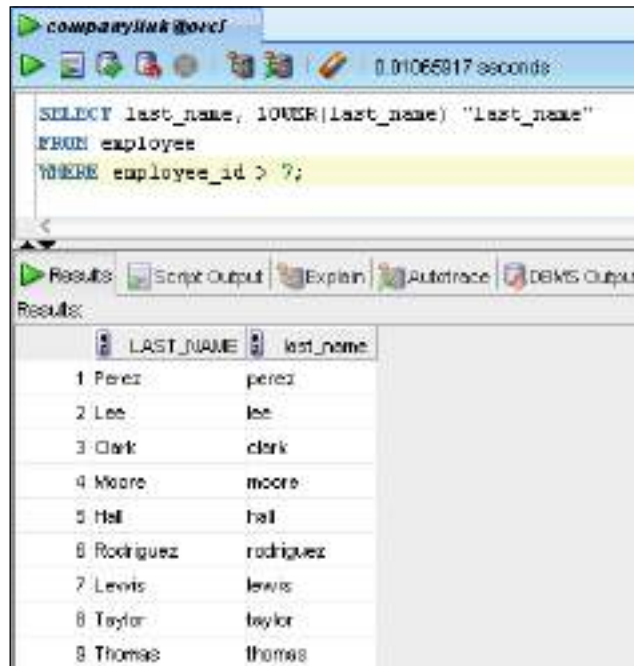 companylink@orcl
0.01065917 seconds
SELECT last_name, LOWER(last_name) "last_name"
FROM employee
WHERE employee_id > 7;
Results Script Output Explain Autotrace DBMS Output
Results:
LAST_NAME last_name
1 Perez perez
2 Lee lee
3 Clark clark
4 Moore moore
5 Hall hall
6 Rodriguez rodriguez
7 Lewis lewis
8 Taylor taylor
9 Thomas thomas